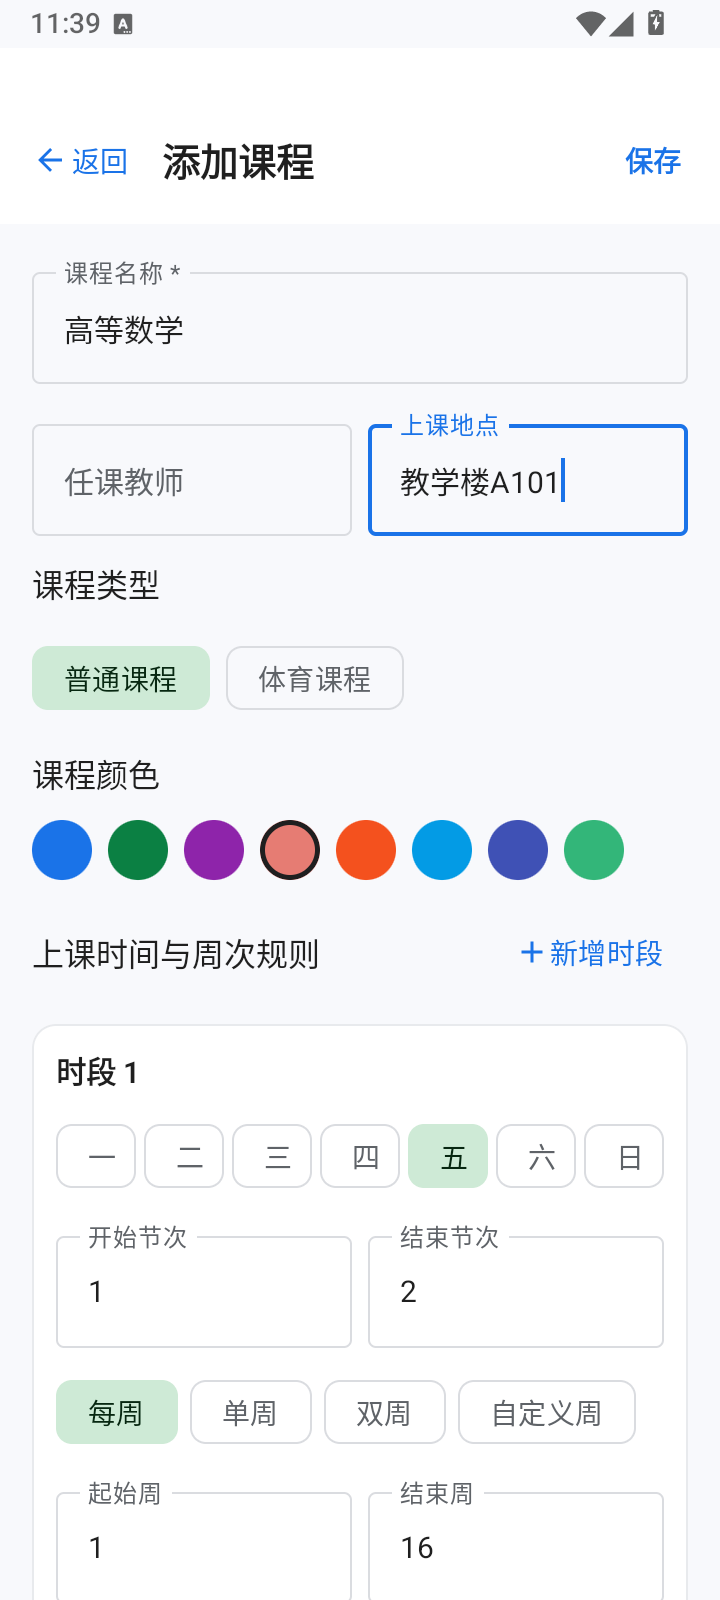 11:39
← 返回 添加课程 保存
课程名称 *
高等数学
上课地点
任课教师 教学楼A101
课程类型
普通课程 体育课程
课程颜色
上课时间与周次规则 +新增时段
时段 1
一 二 三 四 五 六 日
开始节次 结束节次
1 2
每周 单周 双周 自定义周
起始周 结束周
1 16